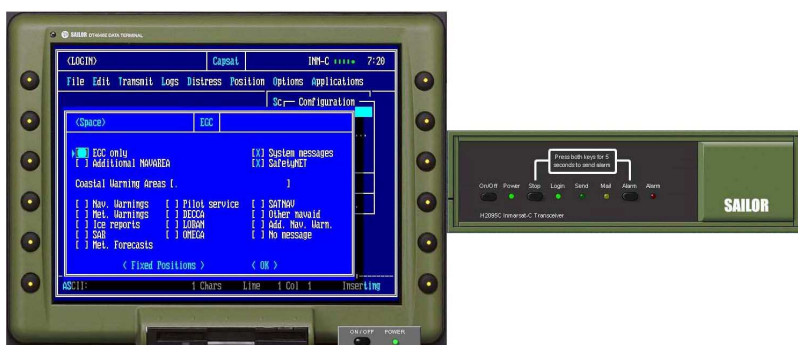 SAILOR DT4646E DATA TERMINAL
<LOGIN> Capsat INM-C 7:20
File Edit Transmit Logs Distress Position Options Applications
Sc Configuration
<Space> EGC
EGC only [X] System messages
[ ] Additional NAVAREA [X] SafetyNET
Coastal Warning Areas [. ]
[ ] Nav. Warnings [ ] Pilot service [ ] SATNAV
[ ] Met. Warnings [ ] DECCA [ ] Other navaid
[ ] Ice reports [ ] LORAN [ ] Add. Nav. Warn.
[ ] SAR [ ] OMEGA [ ] No message
[ ] Met. Forecasts
< Fixed Positions > < OK >
ASCII: 1 Chars Line 1 Col 1 Inserting
ON/OFF POWER
Press both keys for 5
seconds to send alarm
On/Off Power Stop Login Send Mail Alarm Alarm
H2095C Inmarsat-C Transceiver
SAILOR